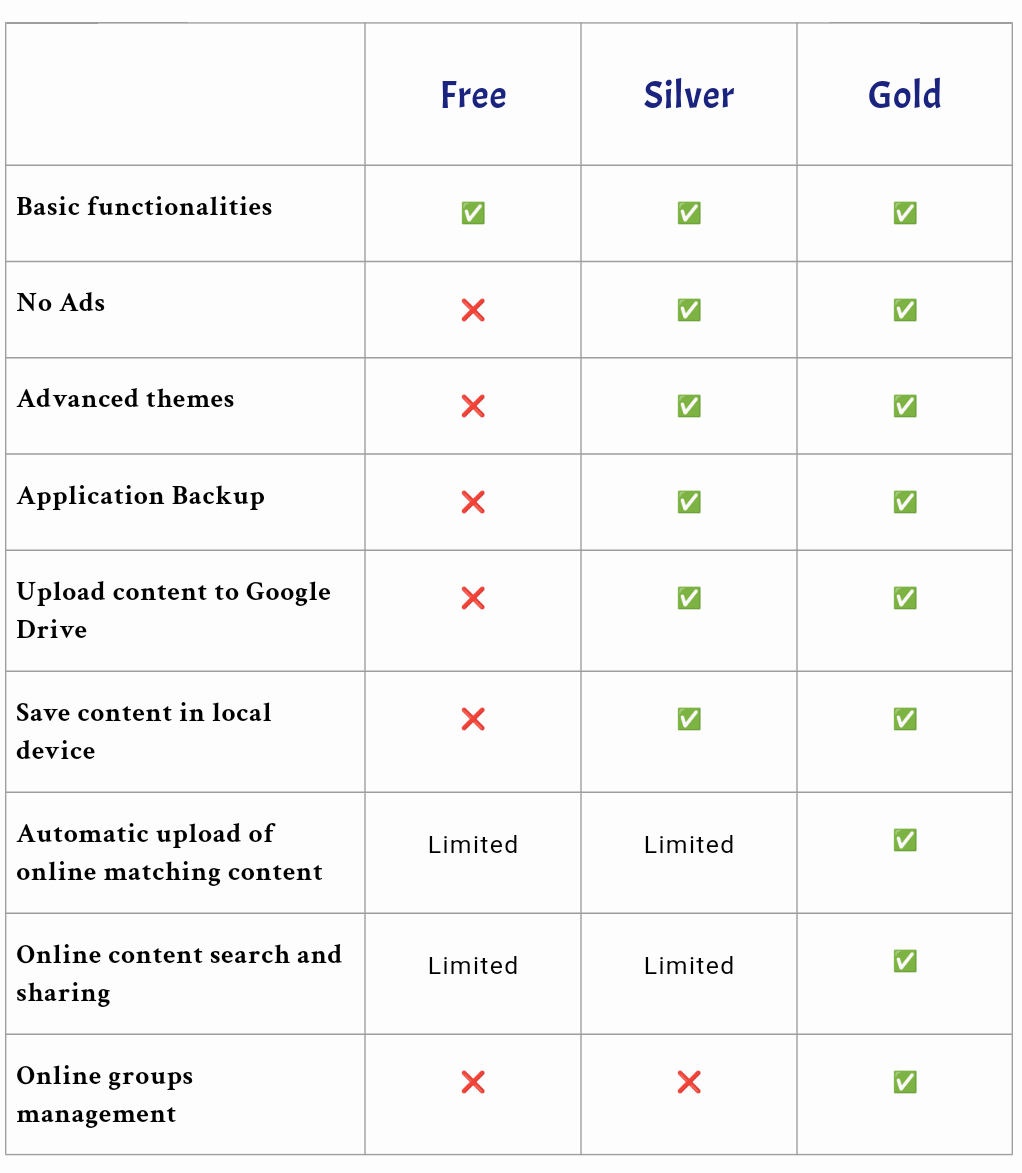 Free Silver Gold
Basic functionalities ✅ ✅ ✅
No Ads ❌ ✅ ✅
Advanced themes ❌ ✅ ✅
Application Backup ❌ ✅ ✅
Upload content to Google ❌ ✅ ✅
Drive
Save content in local ❌ ✅ ✅
device
Automatic upload of Limited Limited ✅
online matching content
Online content search and Limited Limited ✅
sharing
Online groups ❌ ❌ ✅
management